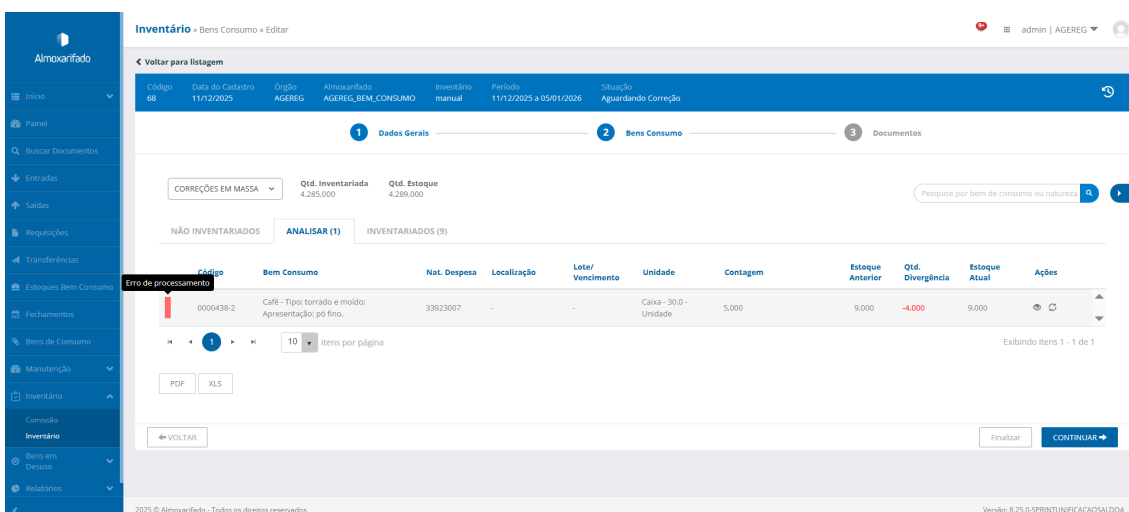 Almoxarifado
Início
Painel
Buscar Documentos
Entradas
Saídas
Requisições
Transferências
Estoques Bem Consumo
Fechamentos
Bens de Consumo
Manutenção
Inventário
Comissão
Inventário
Bens em
Desuso
Relatórios
Inventário » Bens Consumo » Editar
9+
admin | AGEREG
Voltar para listagem
Código Data do Cadastro Órgão Almoxarifado Inventário Período Situação
68 11/12/2025 AGEREG AGEREG_BEM_CONSUMO manual 11/12/2025 a 05/01/2026 Aguardando Correção
1 Dados Gerais 2 Bens Consumo 3 Documentos
CORREÇÕES EM MASSA
Qtd. Inventariada Qtd. Estoque
4.285,000 4.289,000
Pesquise por bem de consumo ou natureza
NÃO INVENTARIADOS ANALISAR (1) INVENTARIADOS (9)
Código Bem Consumo Nat. Despesa Localização Lote/ Vencimento Unidade Contagem Estoque Anterior Qtd. Divergência Estoque Atual Ações
Erro de processamento
0000438-2 Café - Tipo: torrado e moído; Apresentação: pó fino. 33923007 - - Caixa - 30.0 - Unidade 5,000 9,000 -4,000 9,000
1 10 itens por página Exibindo itens 1 - 1 de 1
PDF XLS
VOLTAR Finalizar CONTINUAR
2025 © Almoxarifado - Todos os direitos reservados. Versão: 8.25.0-SPRINTUNIFICACAOSALDO4